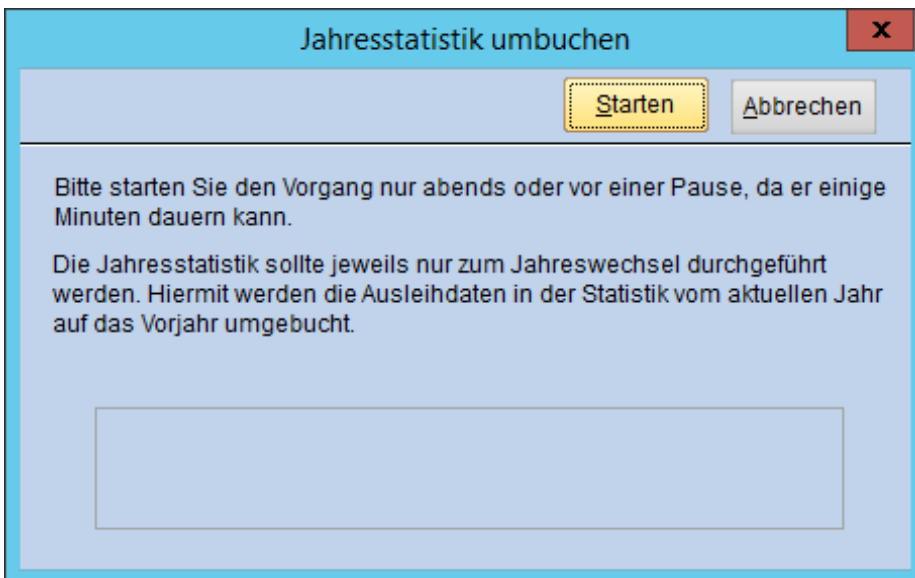 Jahresstatistik umbuchen
x
Starten
Abbrechen
Bitte starten Sie den Vorgang nur abends oder vor einer Pause, da er einige
Minuten dauern kann.
Die Jahresstatistik sollte jeweils nur zum Jahreswechsel durchgeführt
werden. Hiermit werden die Ausleihdaten in der Statistik vom aktuellen Jahr
auf das Vorjahr umgebucht.